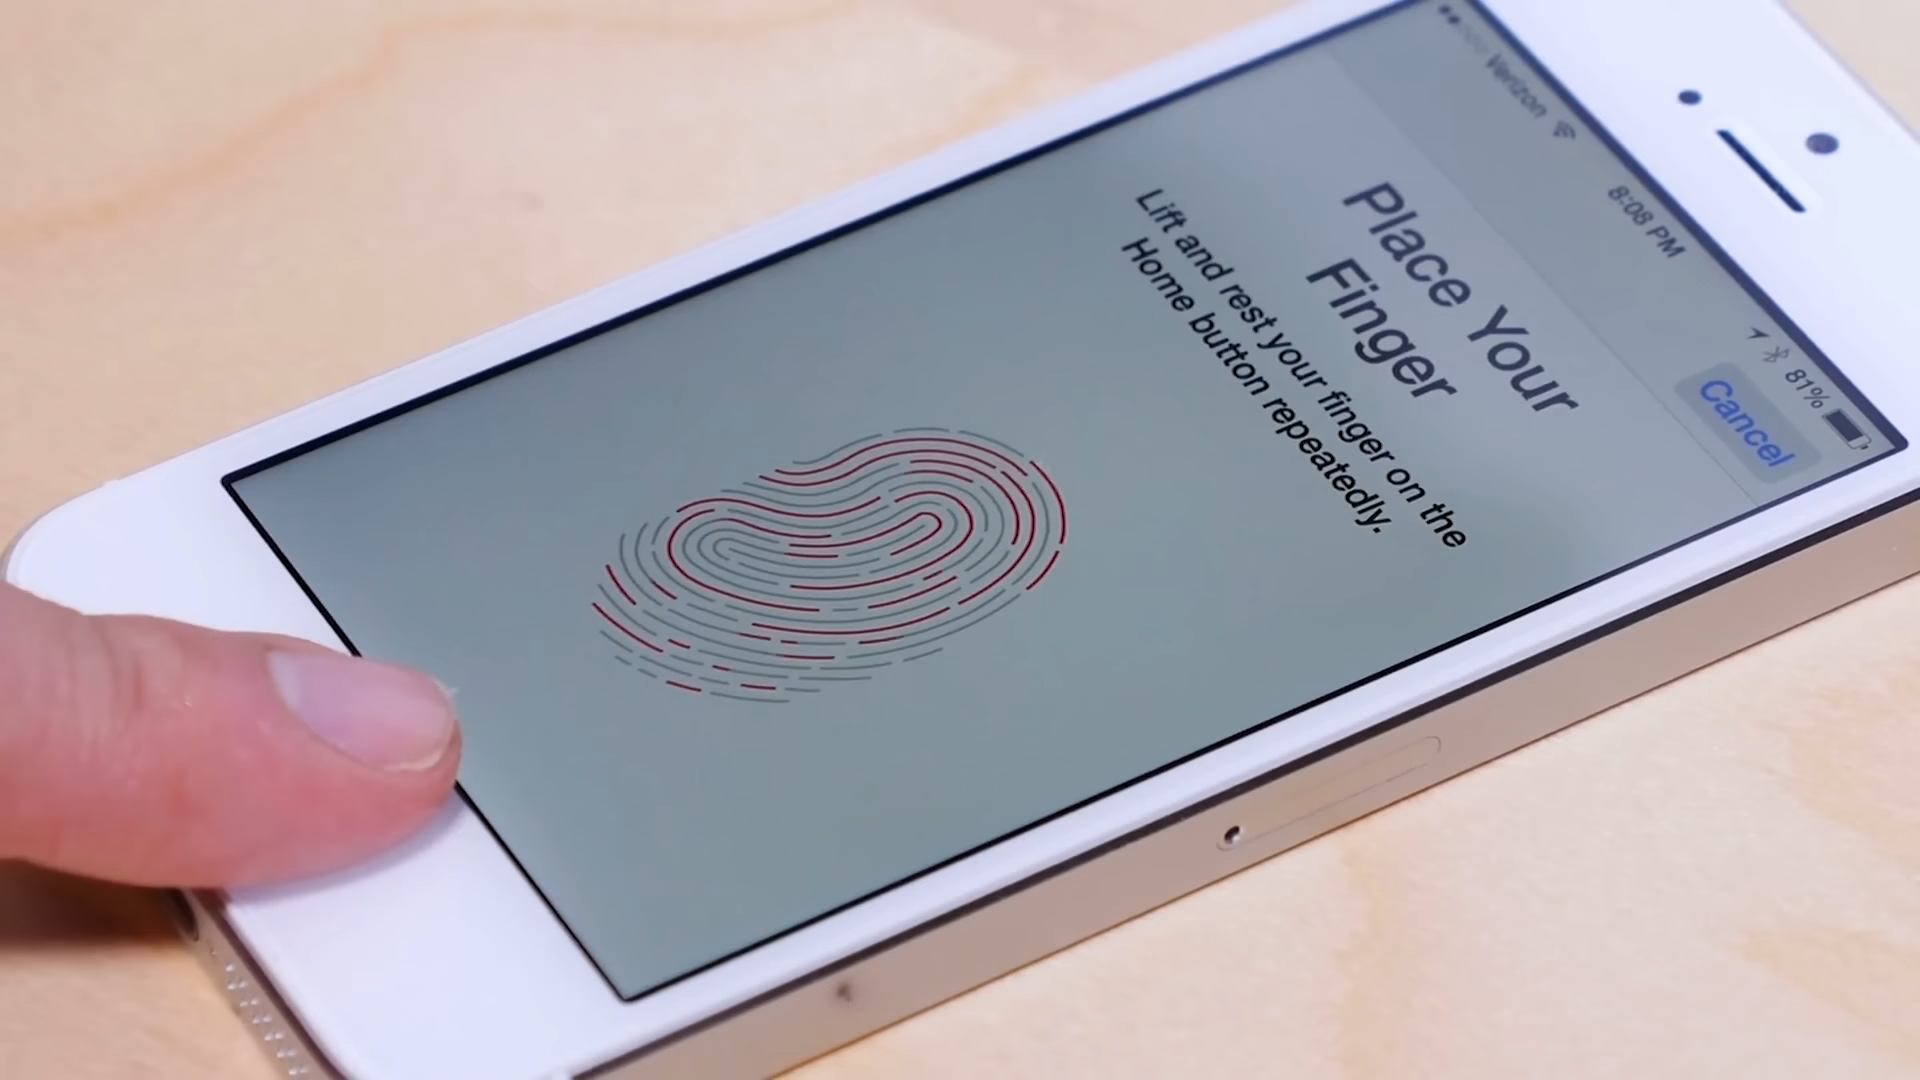 Verizon 8:08 PM 81%
Cancel
Place Your
Finger
Lift and rest your finger on the
Home button repeatedly.